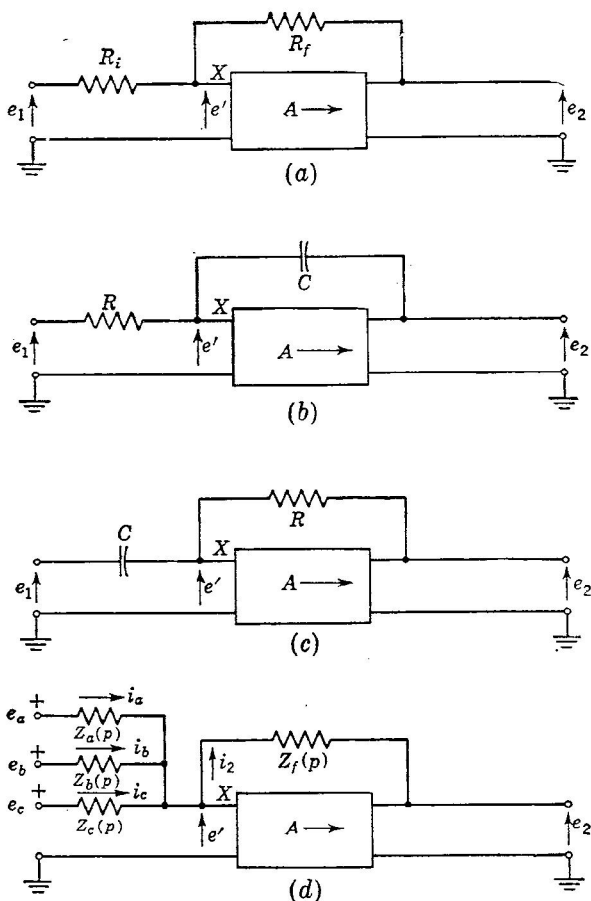 R_f
R_i
X
e_1
e'
A
e_2
(a)
C
R
X
e_1
e'
A
e_2
(b)
R
C
X
e_1
e'
A
e_2
(c)
e_a + i_a
Z_a(p)
e_b + i_b
Z_b(p)
i_2
Z_f(p)
e_c + i_c
Z_c(p)
X
e'
A
e_2
(d)